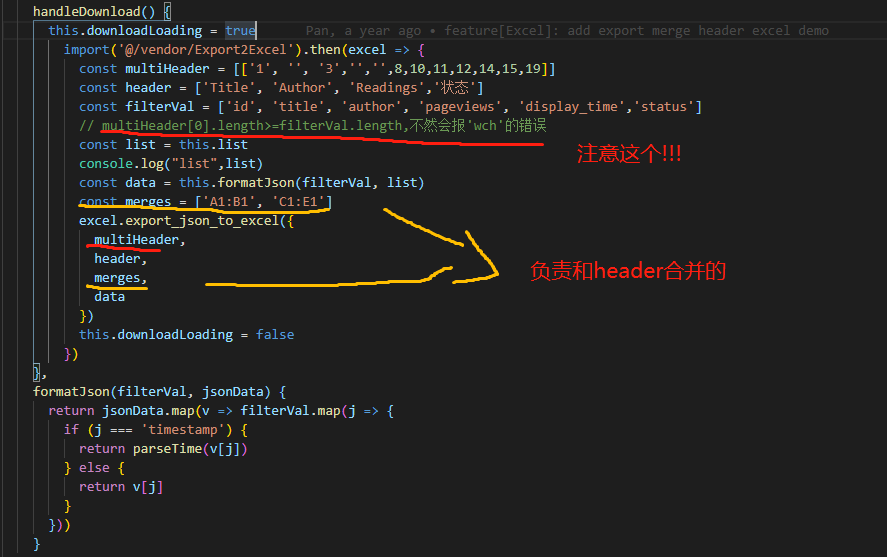 handleDownload() {
this.downloadLoading = true Pan, a year ago • feature[Excel]: add export merge header excel demo
import('@/vendor/Export2Excel').then(excel => {
const multiHeader = [['1', '', '3','','',8,10,11,12,14,15,19]]
const header = ['Title', 'Author', 'Readings','状态']
const filterVal = ['id', 'title', 'author', 'pageviews', 'display_time','status']
// multiHeader[0].length>=filterVal.length,不然会报'wch'的错误
const list = this.list
注意这个!!!
console.log("list",list)
const data = this.formatJson(filterVal, list)
const merges = ['A1:B1', 'C1:E1']
excel.export_json_to_excel({
multiHeader,
header,
负责和header合并的
merges,
data
})
this.downloadLoading = false
})
},
formatJson(filterVal, jsonData) {
return jsonData.map(v => filterVal.map(j => {
if (j === 'timestamp') {
return parseTime(v[j])
} else {
return v[j]
}
}))
}